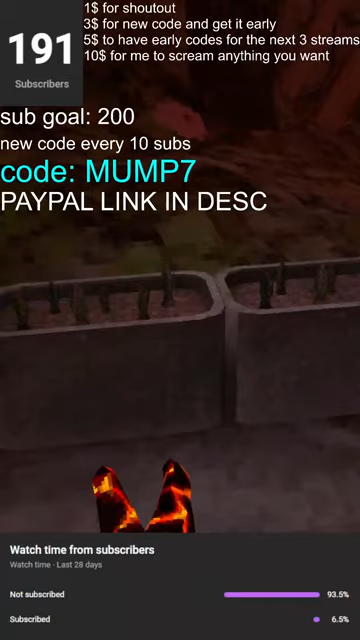 191
Subscribers
1$ for shoutout
3$ for new code and get it early
5$ to have early codes for the next 3 streams
10$ for me to scream anything you want
sub goal: 200
new code every 10 subs
code: MUMP7
PAYPAL LINK IN DESC
Watch time from subscribers
Watch time · Last 28 days
Not subscribed 93.5%
Subscribed 6.5%